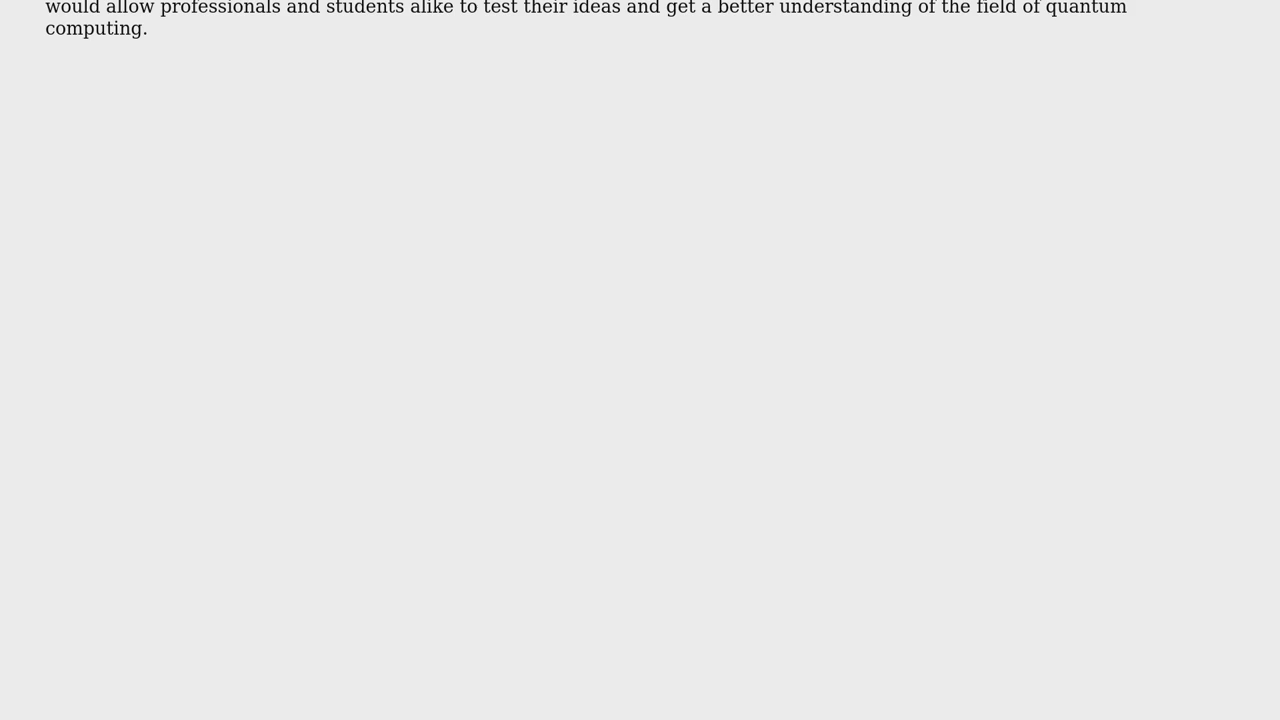 would allow professionals and students alike to test their ideas and get a better understanding of the field of quantum
computing.